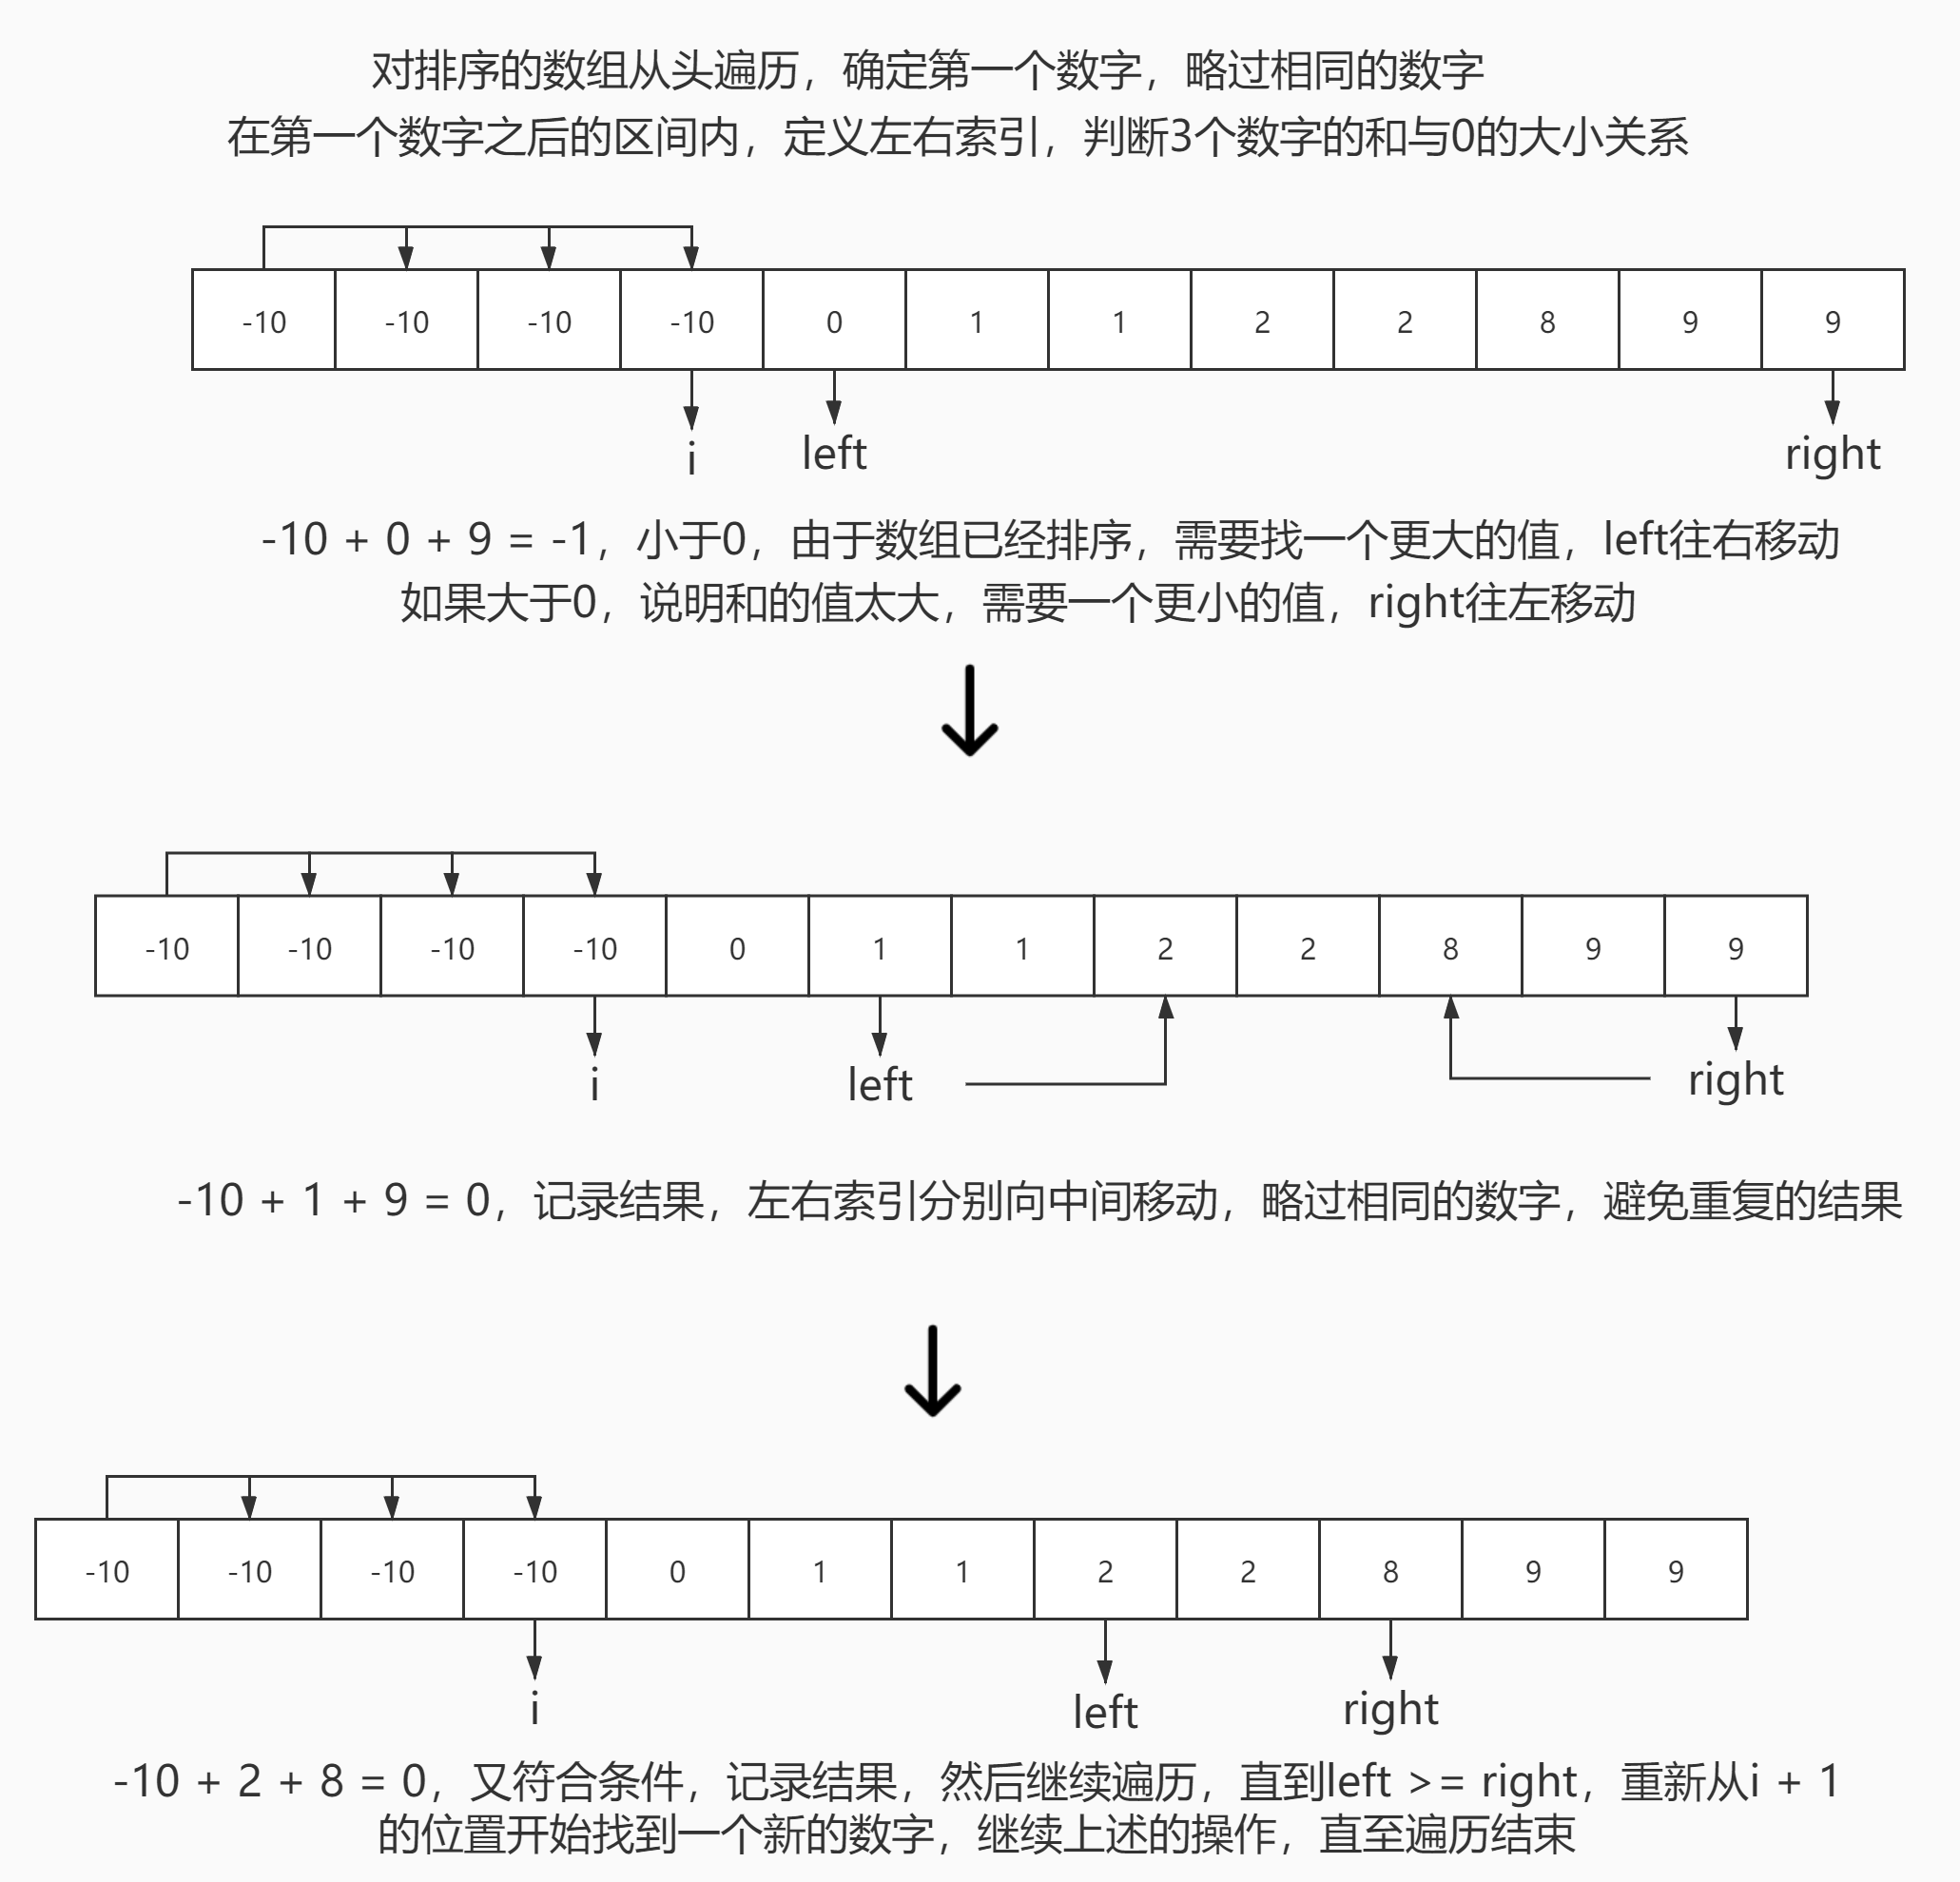 对排序的数组从头遍历，确定第一个数字，略过相同的数字
在第一个数字之后的区间内，定义左右索引，判断3个数字的和与0的大小关系
-10 -10 -10 -10 0 1 1 2 2 8 9 9
i left right
-10 + 0 + 9 = -1，小于0，由于数组已经排序，需要找一个更大的值，left往右移动
如果大于0，说明和的值太大，需要一个更小的值，right往左移动
-10 -10 -10 -10 0 1 1 2 2 8 9 9
i left right
-10 + 1 + 9 = 0，记录结果，左右索引分别向中间移动，略过相同的数字，避免重复的结果
-10 -10 -10 -10 0 1 1 2 2 8 9 9
i left right
-10 + 2 + 8 = 0，又符合条件，记录结果，然后继续遍历，直到left >= right，重新从i + 1
的位置开始找到一个新的数字，继续上述的操作，直至遍历结束